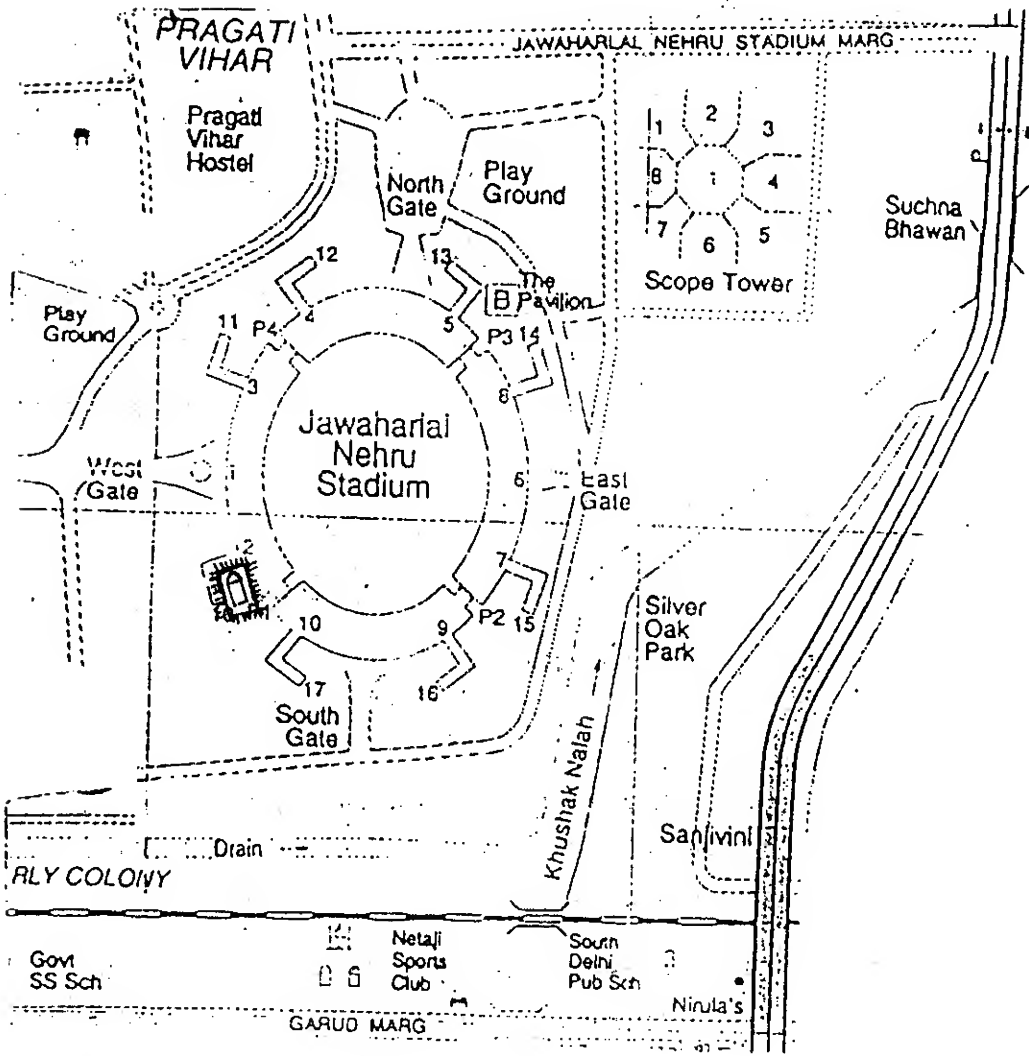 PRAGATI
VIHAR
JAWAHARLAL NEHRU STADIUM MARG
Pragati
Vihar
Hostel
1
2
3
8
1
4
7
6
5
Scope Tower
North
Gate
Play
Ground
Suchna
Bhawan
12
13
The
Pavilion
Play
Ground
11
P4
4
5
P3
14
3
8
Jawaharlal
Nehru
Stadium
West
Gate
1
6
East
Gate
2
7
P2
15
Silver
Oak
Park
10
9
17
16
South
Gate
Khushak Nalah
Sanjivini
Drain
RLY COLONY
Govt
SS Sch
Netaji
Sports
Club
South
Delhi
Pub Sch
Nirula's
GARUD MARG